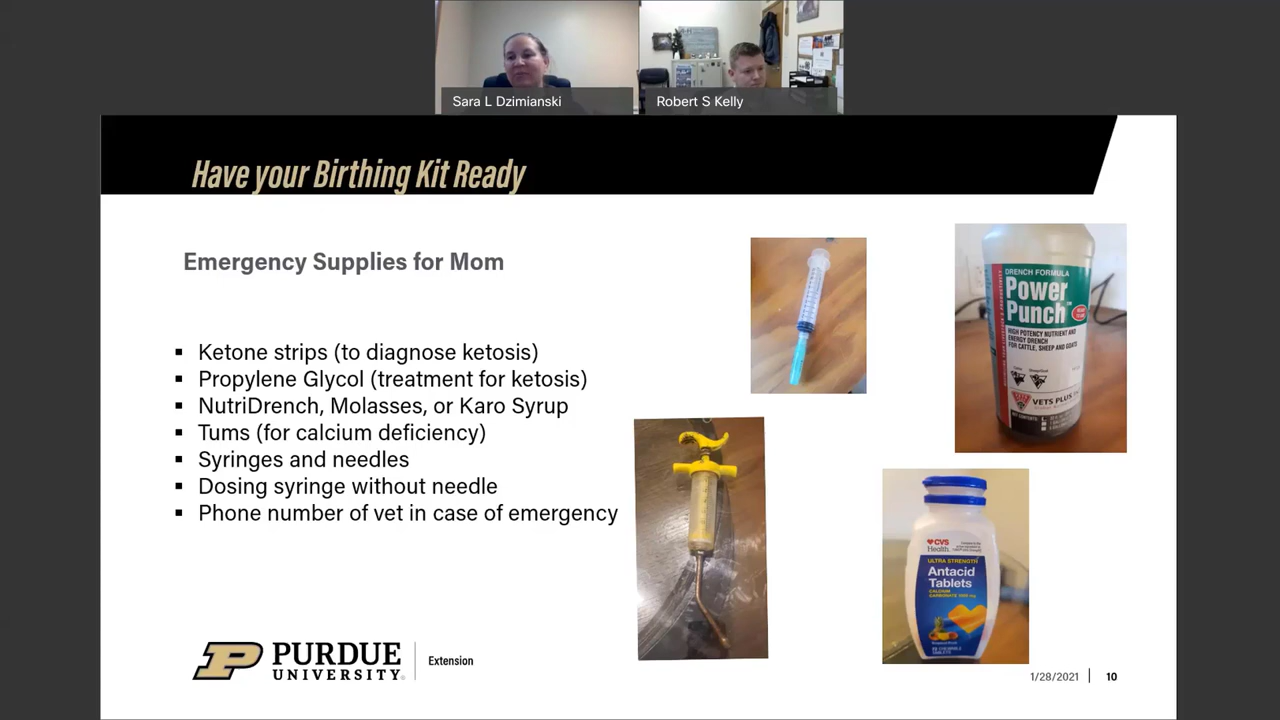 Sara L Dzimianski
Robert S Kelly
Have your Birthing Kit Ready
Emergency Supplies for Mom
▪ Ketone strips (to diagnose ketosis)
▪ Propylene Glycol (treatment for ketosis)
▪ NutriDrench, Molasses, or Karo Syrup
▪ Tums (for calcium deficiency)
▪ Syringes and needles
▪ Dosing syringe without needle
▪ Phone number of vet in case of emergency
DRENCH FORMULA
Power
Punch
HIGH POTENCY NUTRIENT AND
ENERGY DRENCH
FOR CATTLE, SHEEP AND GOATS
VETS PLUS
CVS
Health
ULTRA STRENGTH
Antacid
Tablets
CALCIUM
CARBONATE
P PURDUE
UNIVERSITY
Extension
1/28/2021
10